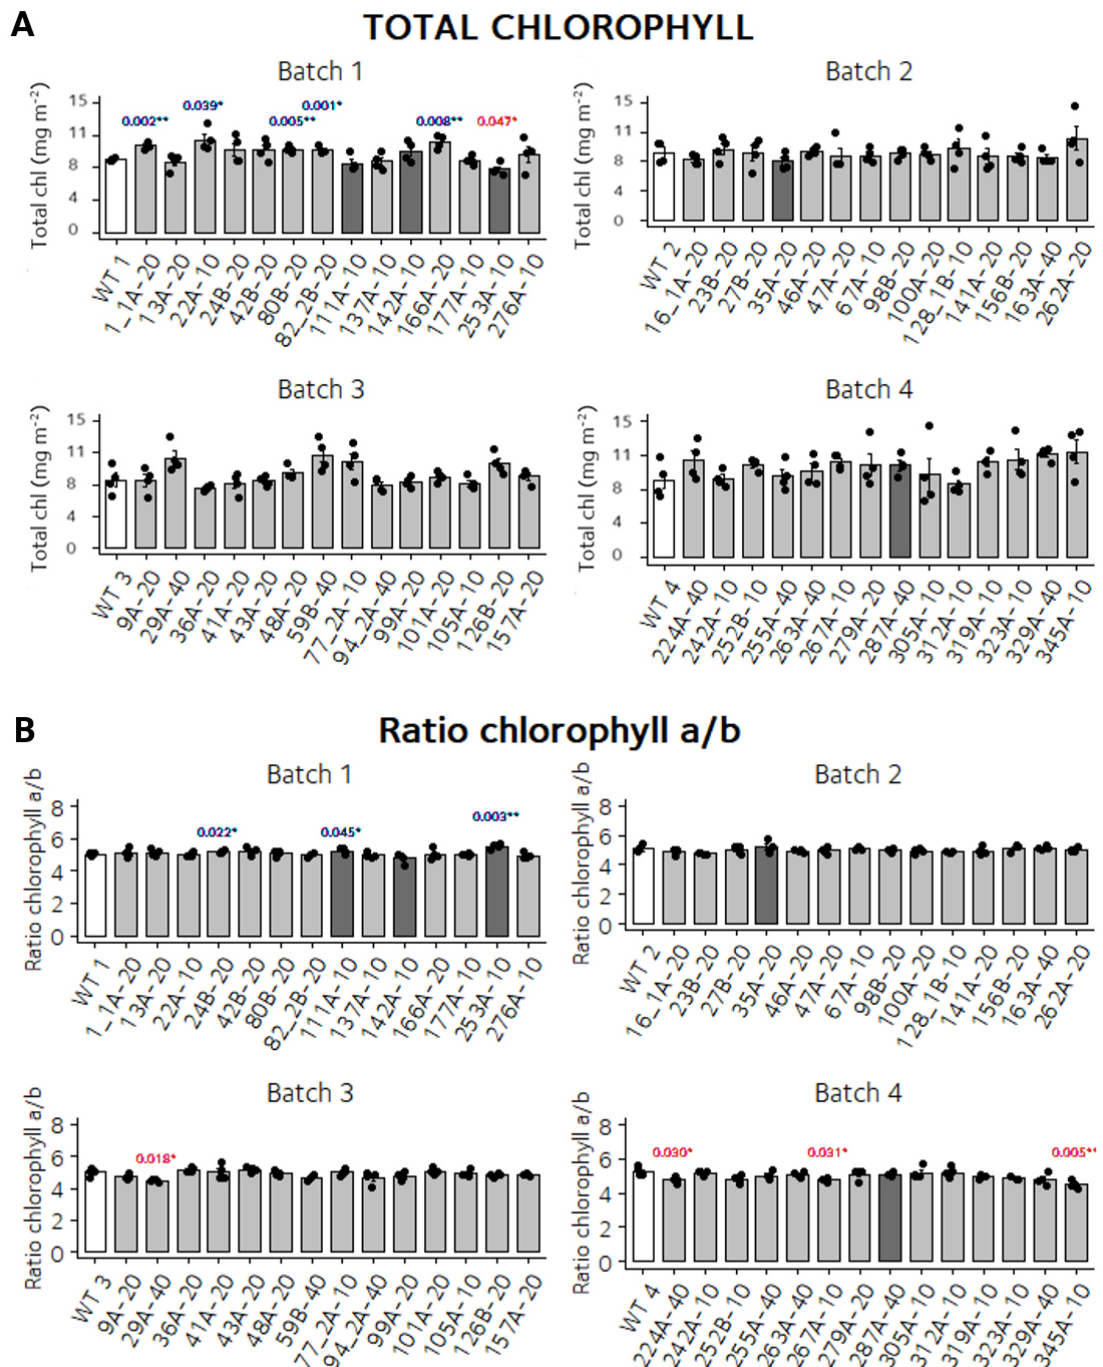 A
TOTAL CHLOROPHYLL
Batch 1
Total chl (mg m-2)
15
11
8
4
0
0.002**
0.039*
0.005**
0.001*
0.008**
0.047*
WT 1
1_1A-20
13A-20
22A-10
24B-20
42B-20
80B-20
82_2B-20
111A-10
137A-10
142A-10
166A-20
177A-10
253A-10
276A-10
Batch 2
Total chl (mg m-2)
15
11
8
4
0
WT 2
16_1A-20
23B-20
27B-20
35A-20
46A-20
47A-20
67A-10
98B-20
100A-20
128_1B-10
141A-20
156B-20
163A-40
262A-20
Batch 3
Total chl (mg m-2)
15
11
8
4
0
WT 3
9A-20
29A-40
36A-20
41A-20
43A-20
48A-20
59B-40
77_2A-10
94_2A-40
99A-20
101A-20
105A-10
126B-20
157A-20
Batch 4
Total chl (mg m-2)
15
11
8
4
0
WT 4
224A-40
242A-10
252B-10
255A-40
263A-40
267A-10
279A-20
287A-40
305A-10
312A-10
319A-10
323A-10
329A-40
345A-10
B
Ratio chlorophyll a/b
Batch 1
Ratio chlorophyll a/b
8
6
4
2
0
0.022*
0.045*
0.003**
WT 1
1_1A-20
13A-20
22A-10
24B-20
42B-20
80B-20
82_2B-20
111A-10
137A-10
142A-10
166A-20
177A-10
253A-10
276A-10
Batch 2
Ratio chlorophyll a/b
8
6
4
2
0
WT 2
16_1A-20
23B-20
27B-20
35A-20
46A-20
47A-20
67A-10
98B-20
100A-20
128_1B-10
141A-20
156B-20
163A-40
262A-20
Batch 3
Ratio chlorophyll a/b
8
6
4
2
0
0.018*
WT 3
9A-20
29A-40
36A-20
41A-20
43A-20
48A-20
59B-40
77_2A-10
94_2A-40
99A-20
101A-20
105A-10
126B-20
157A-20
Batch 4
Ratio chlorophyll a/b
8
6
4
2
0
0.030*
0.031*
0.005**
WT 4
224A-40
242A-10
252B-10
255A-40
263A-40
267A-10
279A-20
287A-40
305A-10
312A-10
319A-10
323A-10
329A-40
345A-10